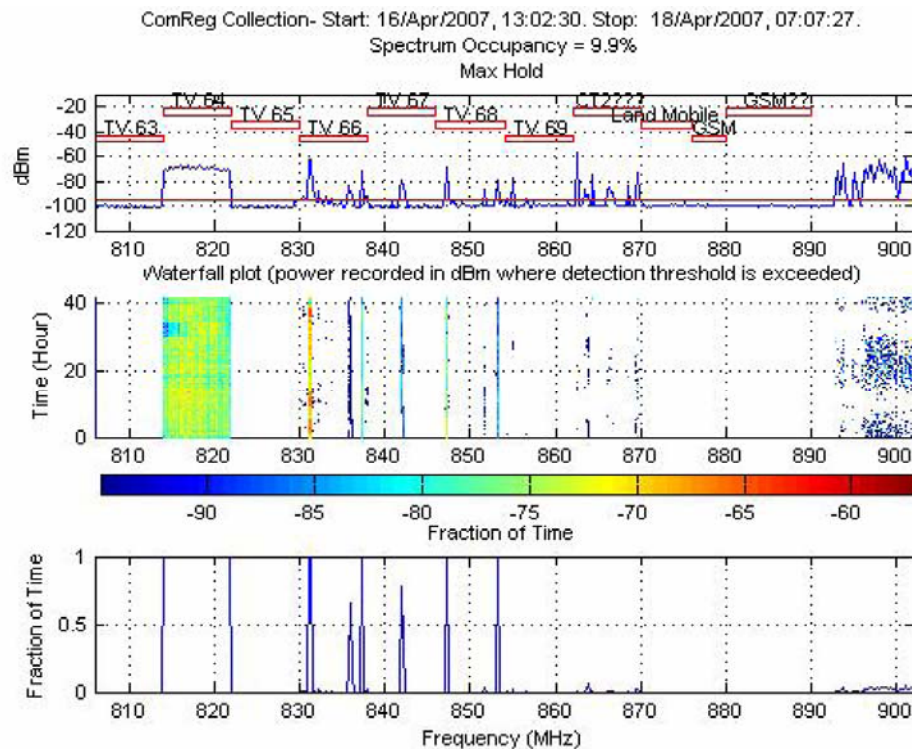 ComReg Collection- Start: 16/Apr/2007, 13:02:30. Stop: 18/Apr/2007, 07:07:27.
Spectrum Occupancy = 9.9%
Max Hold
-20
-40
-60
-80
-100
-120
dBm
TV 64
TV 67
CT2????
GSM??
TV 65
TV 68
Land Mobile
TV 63
TV 66
TV 69
GSM
810 820 830 840 850 860 870 880 890 900
Waterfall plot (power recorded in dBm where detection threshold is exceeded)
40
20
0
Time (Hour)
810 820 830 840 850 860 870 880 890 900
-90 -85 -80 -75 -70 -65 -60
Fraction of Time
1
0.5
0
Fraction of Time
810 820 830 840 850 860 870 880 890 900
Frequency (MHz)